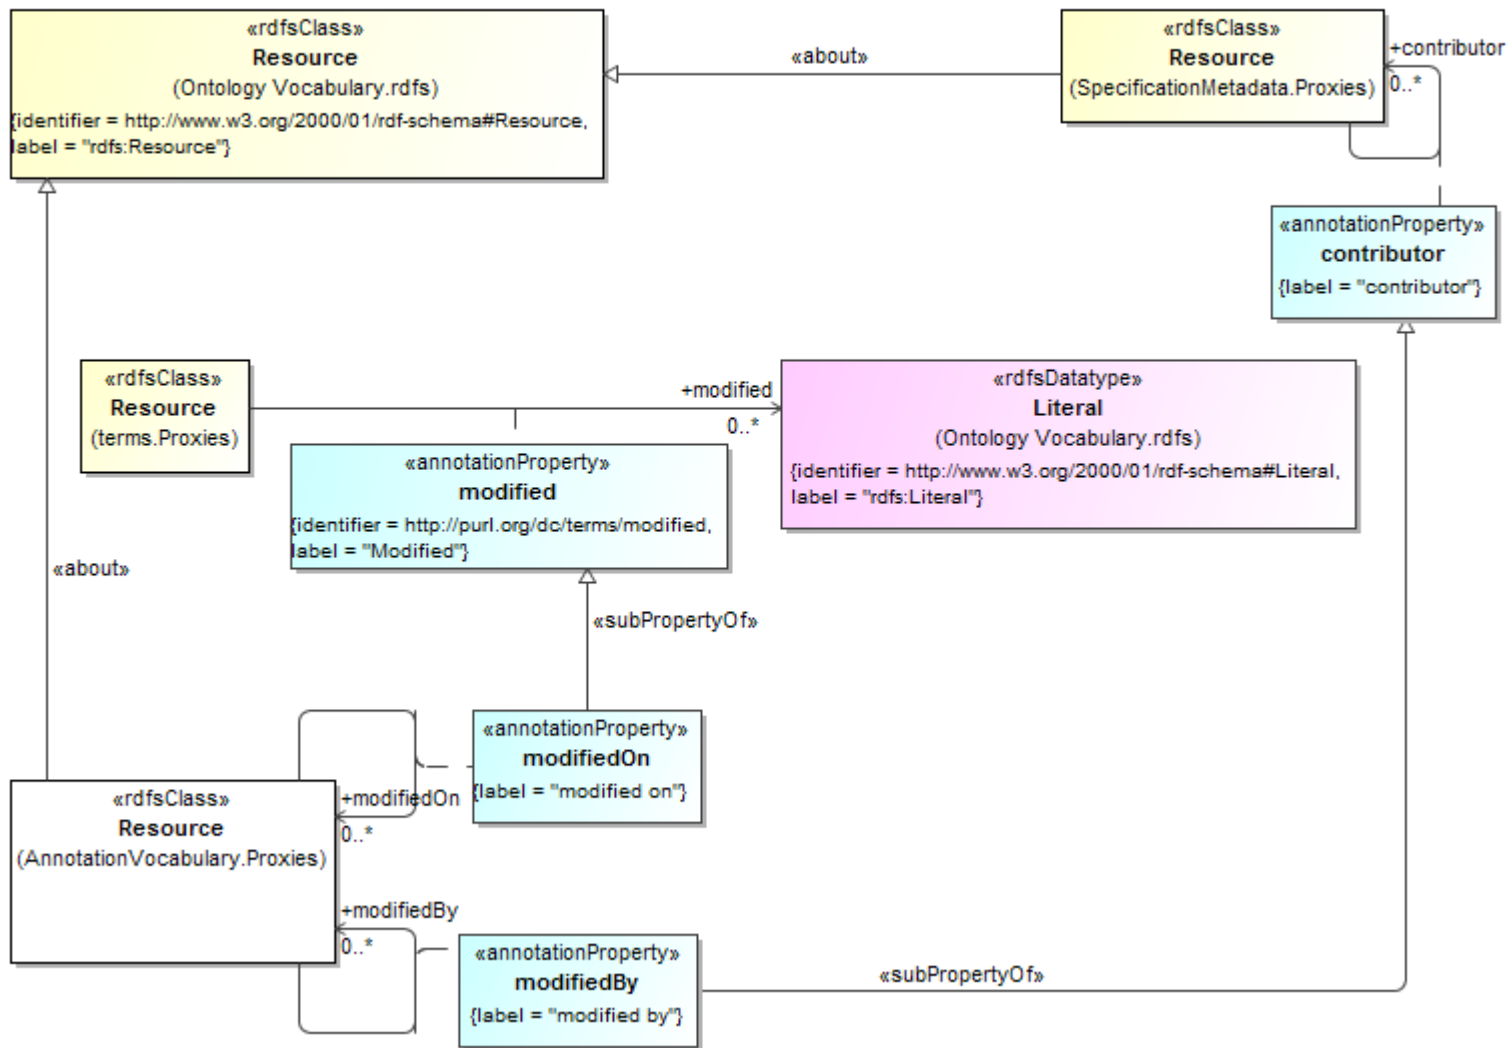 «rdfsClass»
Resource
(Ontology Vocabulary.rdfs)
{identifier = http://www.w3.org/2000/01/rdf-schema#Resource,
label = "rdfs:Resource"}
«about»
«rdfsClass»
Resource
(SpecificationMetadata.Proxies)
+contributor
0..*
«annotationProperty»
contributor
{label = "contributor"}
«rdfsClass»
Resource
(terms.Proxies)
+modified
0..*
«rdfsDatatype»
Literal
(Ontology Vocabulary.rdfs)
{identifier = http://www.w3.org/2000/01/rdf-schema#Literal,
label = "rdfs:Literal"}
«annotationProperty»
modified
{identifier = http://purl.org/dc/terms/modified,
label = "Modified"}
«about»
«subPropertyOf»
«annotationProperty»
modifiedOn
{label = "modified on"}
«rdfsClass»
Resource
(AnnotationVocabulary.Proxies)
+modifiedOn
0..*
+modifiedBy
0..*
«annotationProperty»
modifiedBy
{label = "modified by"}
«subPropertyOf»